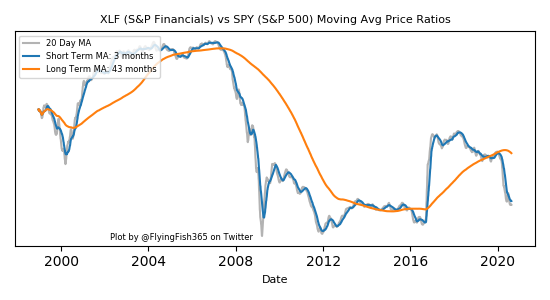 XLF (S&P Financials) vs SPY (S&P 500) Moving Avg Price Ratios
20 Day MA
Short Term MA: 3 months
Long Term MA: 43 months
Plot by @FlyingFish365 on Twitter
2000 2004 2008 2012 2016 2020
Date